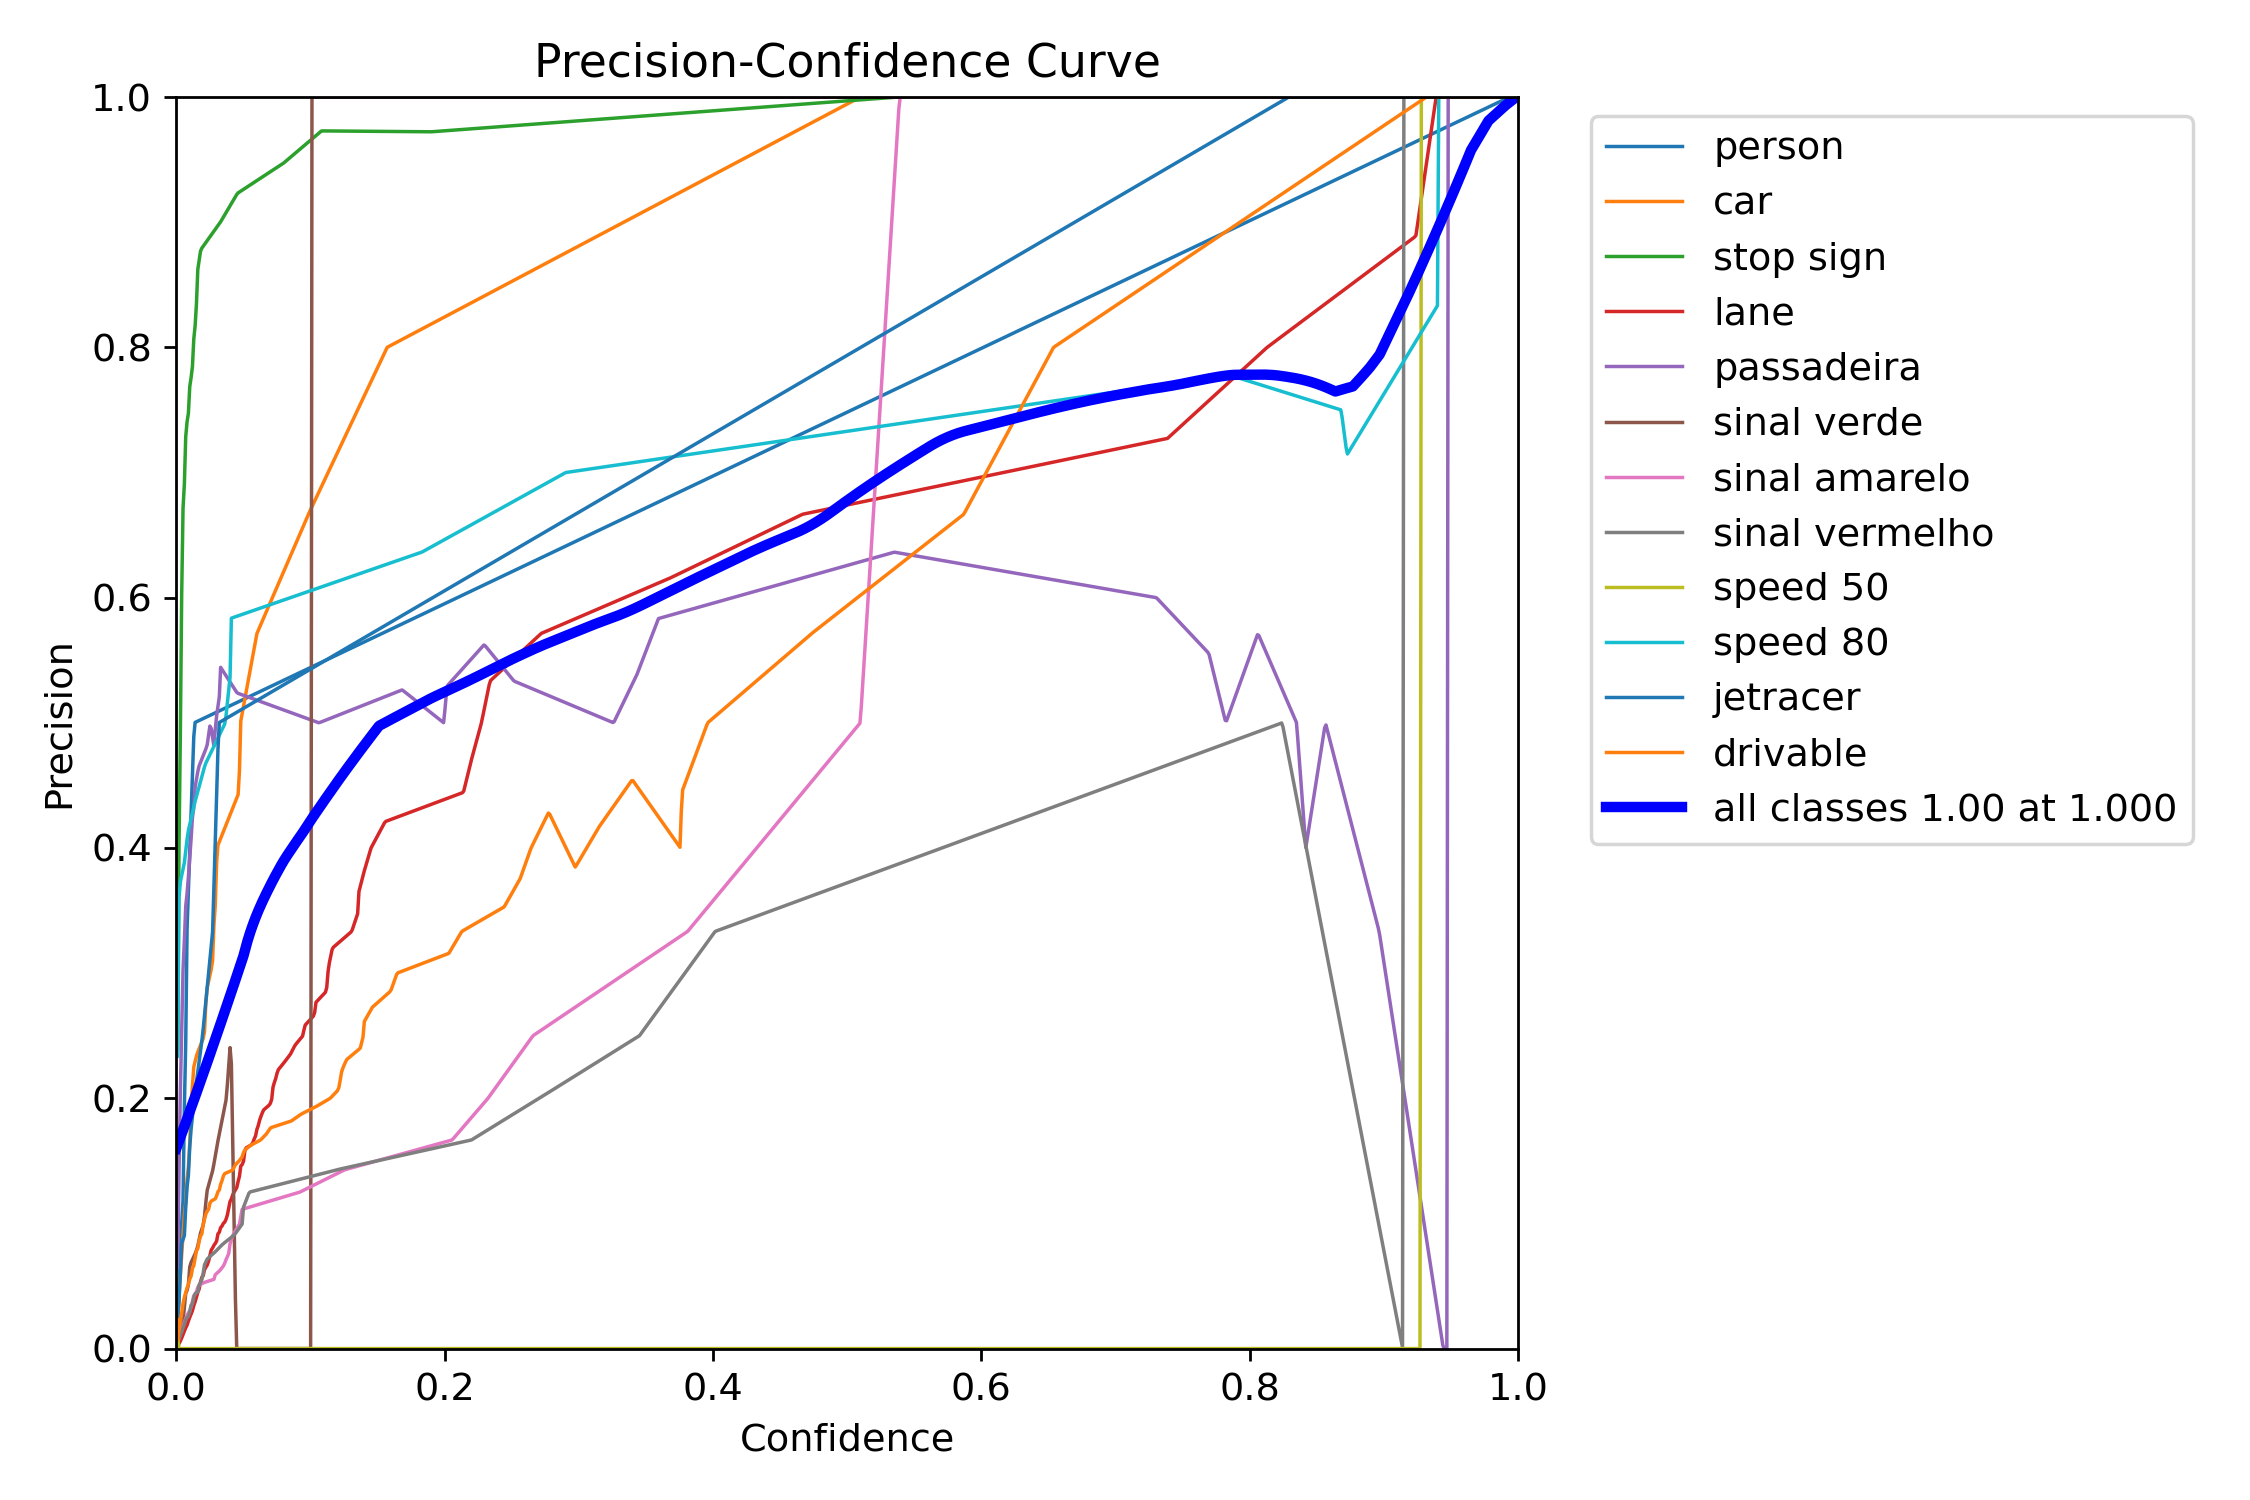 Precision-Confidence Curve
1.0
0.8
0.6
0.4
0.2
0.0
Precision
0.0 0.2 0.4 0.6 0.8 1.0
Confidence
person
car
stop sign
lane
passadeira
sinal verde
sinal amarelo
sinal vermelho
speed 50
speed 80
jetracer
drivable
all classes 1.00 at 1.000